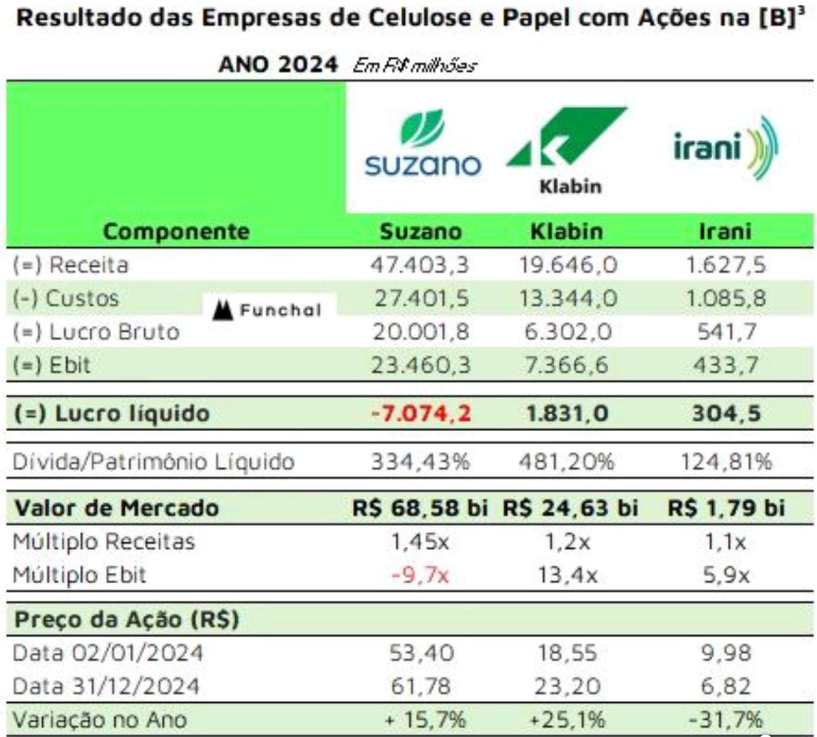 Resultado das Empresas de Celulose e Papel com Ações na [B]³
ANO 2024 Em R$ milhões
suzano Klabin irani
Componente Suzano Klabin Irani
(=) Receita 47.403,3 19.646,0 1.627,5
(-) Custos 27.401,5 13.344,0 1.085,8
Funchal
(=) Lucro Bruto 20.001,8 6.302,0 541,7
(=) Ebit 23.460,3 7.366,6 433,7
(=) Lucro líquido -7.074,2 1.831,0 304,5
Dívida/Patrimônio Líquido 334,43% 481,20% 124,81%
Valor de Mercado R$ 68,58 bi R$ 24,63 bi R$ 1,79 bi
Múltiplo Receitas 1,45x 1,2x 1,1x
Múltiplo Ebit -9,7x 13,4x 5,9x
Preço da Ação (R$)
Data 02/01/2024 53,40 18,55 9,98
Data 31/12/2024 61,78 23,20 6,82
Variação no Ano + 15,7% +25,1% -31,7%